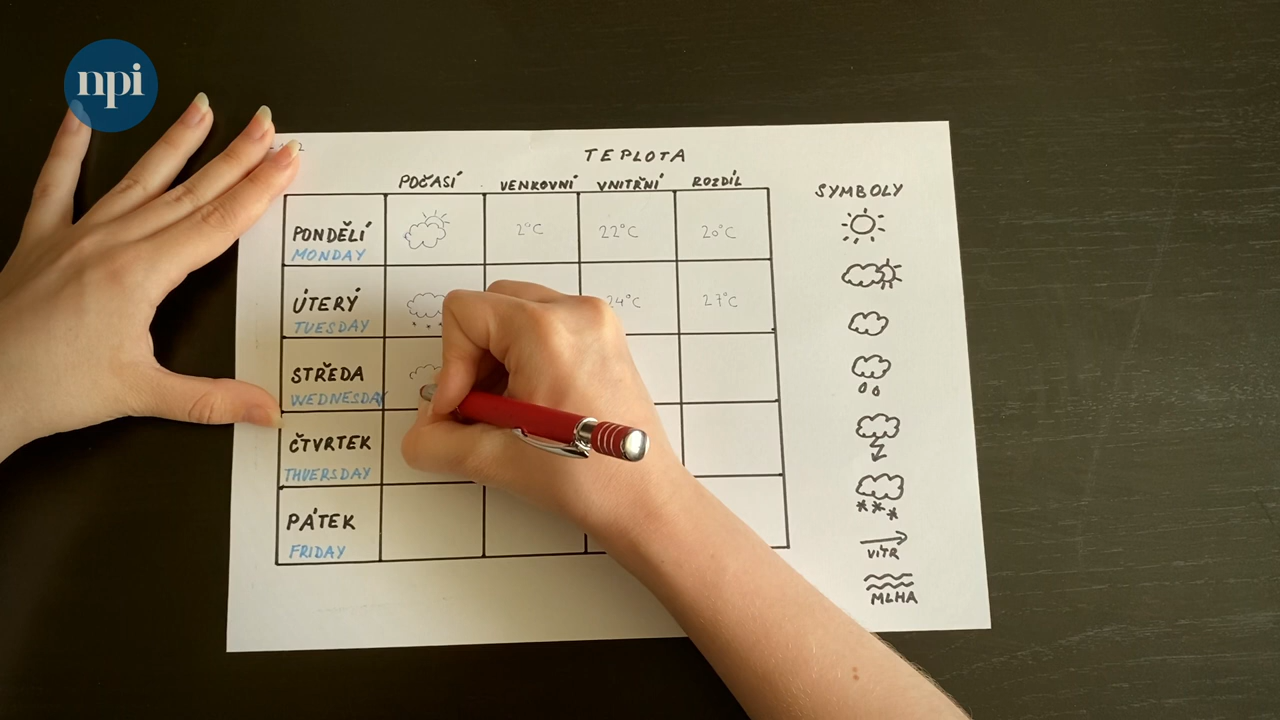 npi
TEPLOTA
POČASÍ VENKOVNÍ VNITŘNÍ ROZDÍL
SYMBOLY
PONDĚLÍ 2°C 22°C 20°C
MONDAY
ÚTERÝ 24°C 27°C
TUESDAY
STŘEDA
WEDNESDAY
ČTVRTEK
THUERSDAY
PÁTEK
FRIDAY
VÍTR
MLHA